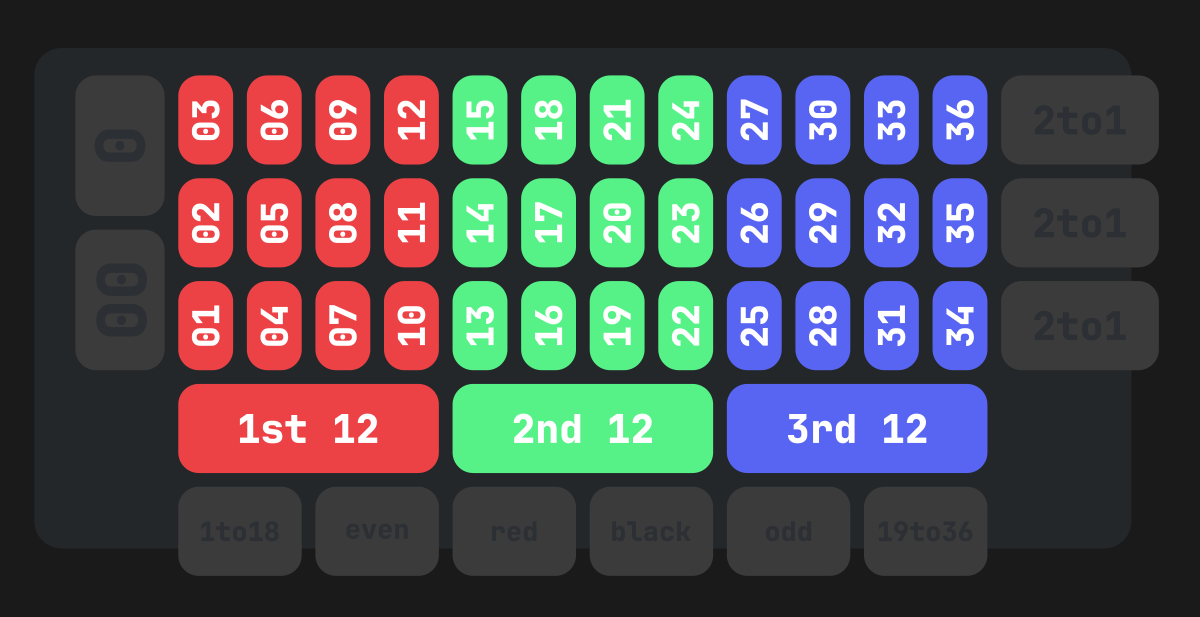 0
03 06 09 12 15 18 21 24 27 30 33 36 2to1
02 05 08 11 14 17 20 23 26 29 32 35 2to1
00
01 04 07 10 13 16 19 22 25 28 31 34 2to1
1st 12 2nd 12 3rd 12
1to18 even red black odd 19to36